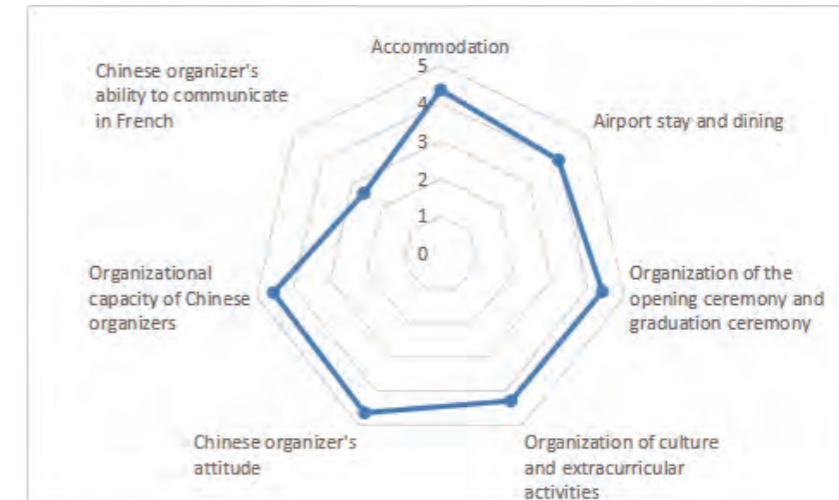 Accommodation
Chinese organizer's
ability to communicate
in French
Airport stay and dining
5
4
3
2
1
0
Organizational
capacity of Chinese
organizers
Organization of the
opening ceremony and
graduation ceremony
Chinese organizer's
attitude
Organization of culture
and extracurricular
activities